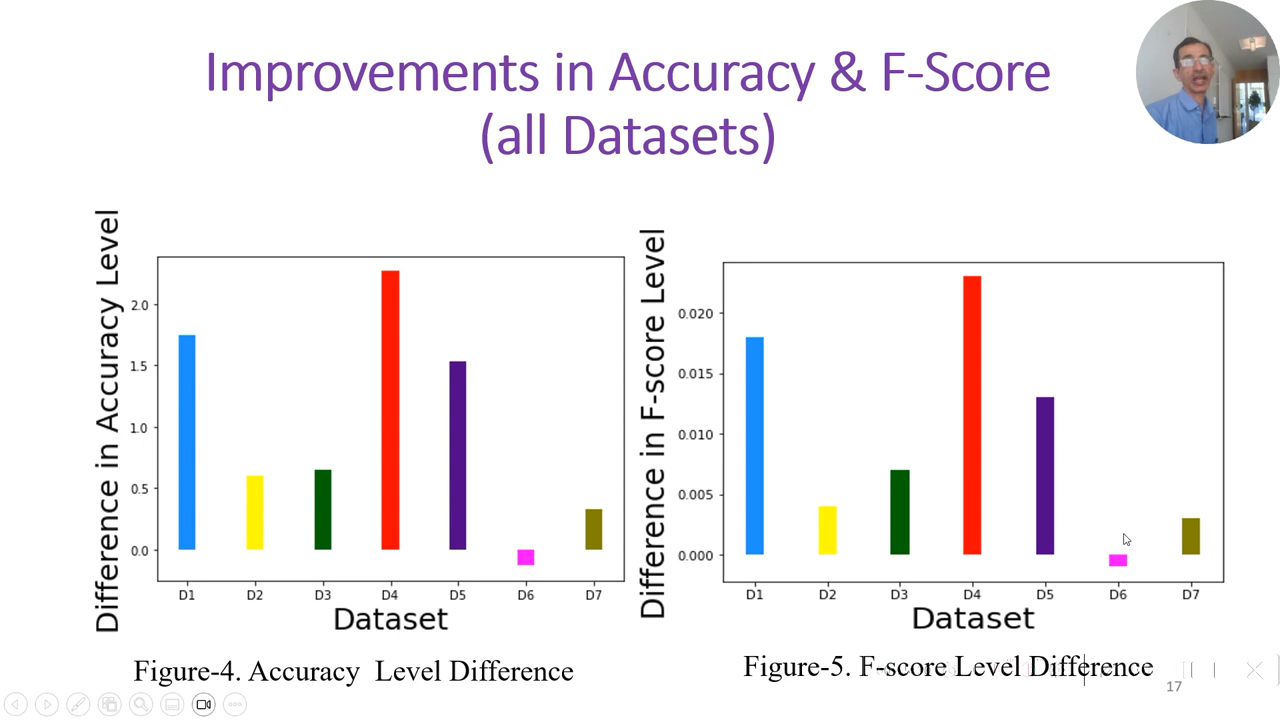 Improvements in Accuracy & F-Score
(all Datasets)
Difference in Accuracy Level
2.0
1.5
1.0
0.5
0.0
D1 D2 D3 D4 D5 D6 D7
Dataset
Figure-4. Accuracy Level Difference
Difference in F-score Level
0.020
0.015
0.010
0.005
0.000
D1 D2 D3 D4 D5 D6 D7
Dataset
Figure-5. F-score Level Difference
17